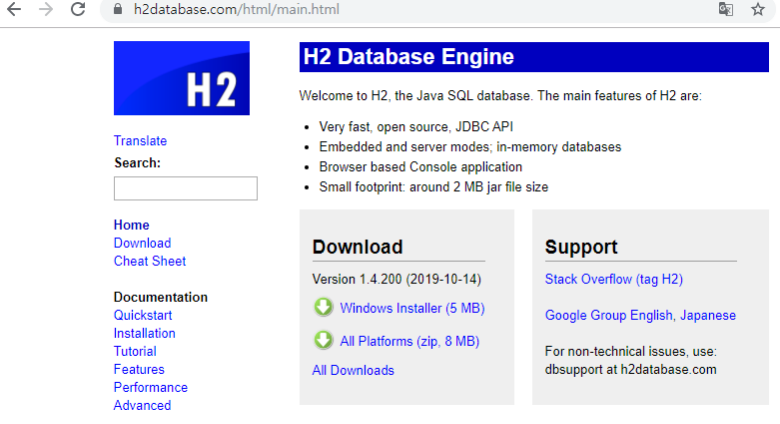 h2database.com/html/main.html
H2
Translate
Search:
Home
Download
Cheat Sheet
Documentation
Quickstart
Installation
Tutorial
Features
Performance
Advanced
H2 Database Engine
Welcome to H2, the Java SQL database. The main features of H2 are:
• Very fast, open source, JDBC API
• Embedded and server modes; in-memory databases
• Browser based Console application
• Small footprint: around 2 MB jar file size
Download
Version 1.4.200 (2019-10-14)
Windows Installer (5 MB)
All Platforms (zip, 8 MB)
All Downloads
Support
Stack Overflow (tag H2)
Google Group English, Japanese
For non-technical issues, use:
dbsupport at h2database.com